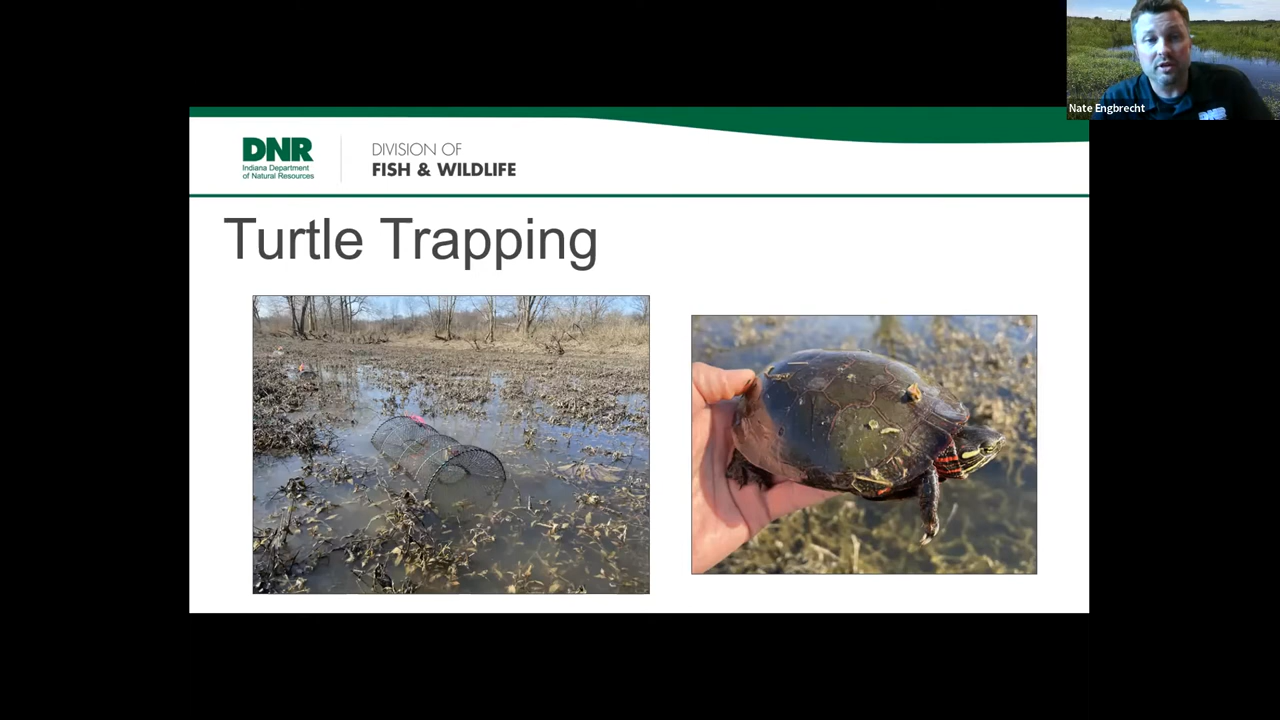 Nate Engbrecht
DNR
Indiana Department
of Natural Resources
DIVISION OF
FISH & WILDLIFE
Turtle Trapping